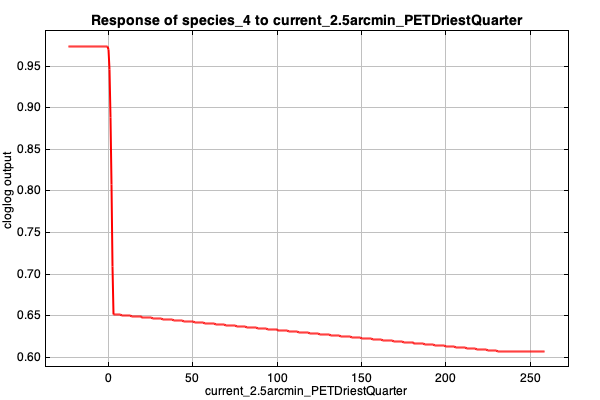 Response of species_4 to current_2.5arcmin_PETDriestQuarter
0.95
0.90
0.85
0.80
0.75
0.70
0.65
0.60
cloglog output
0 50 100 150 200 250
current_2.5arcmin_PETDriestQuarter